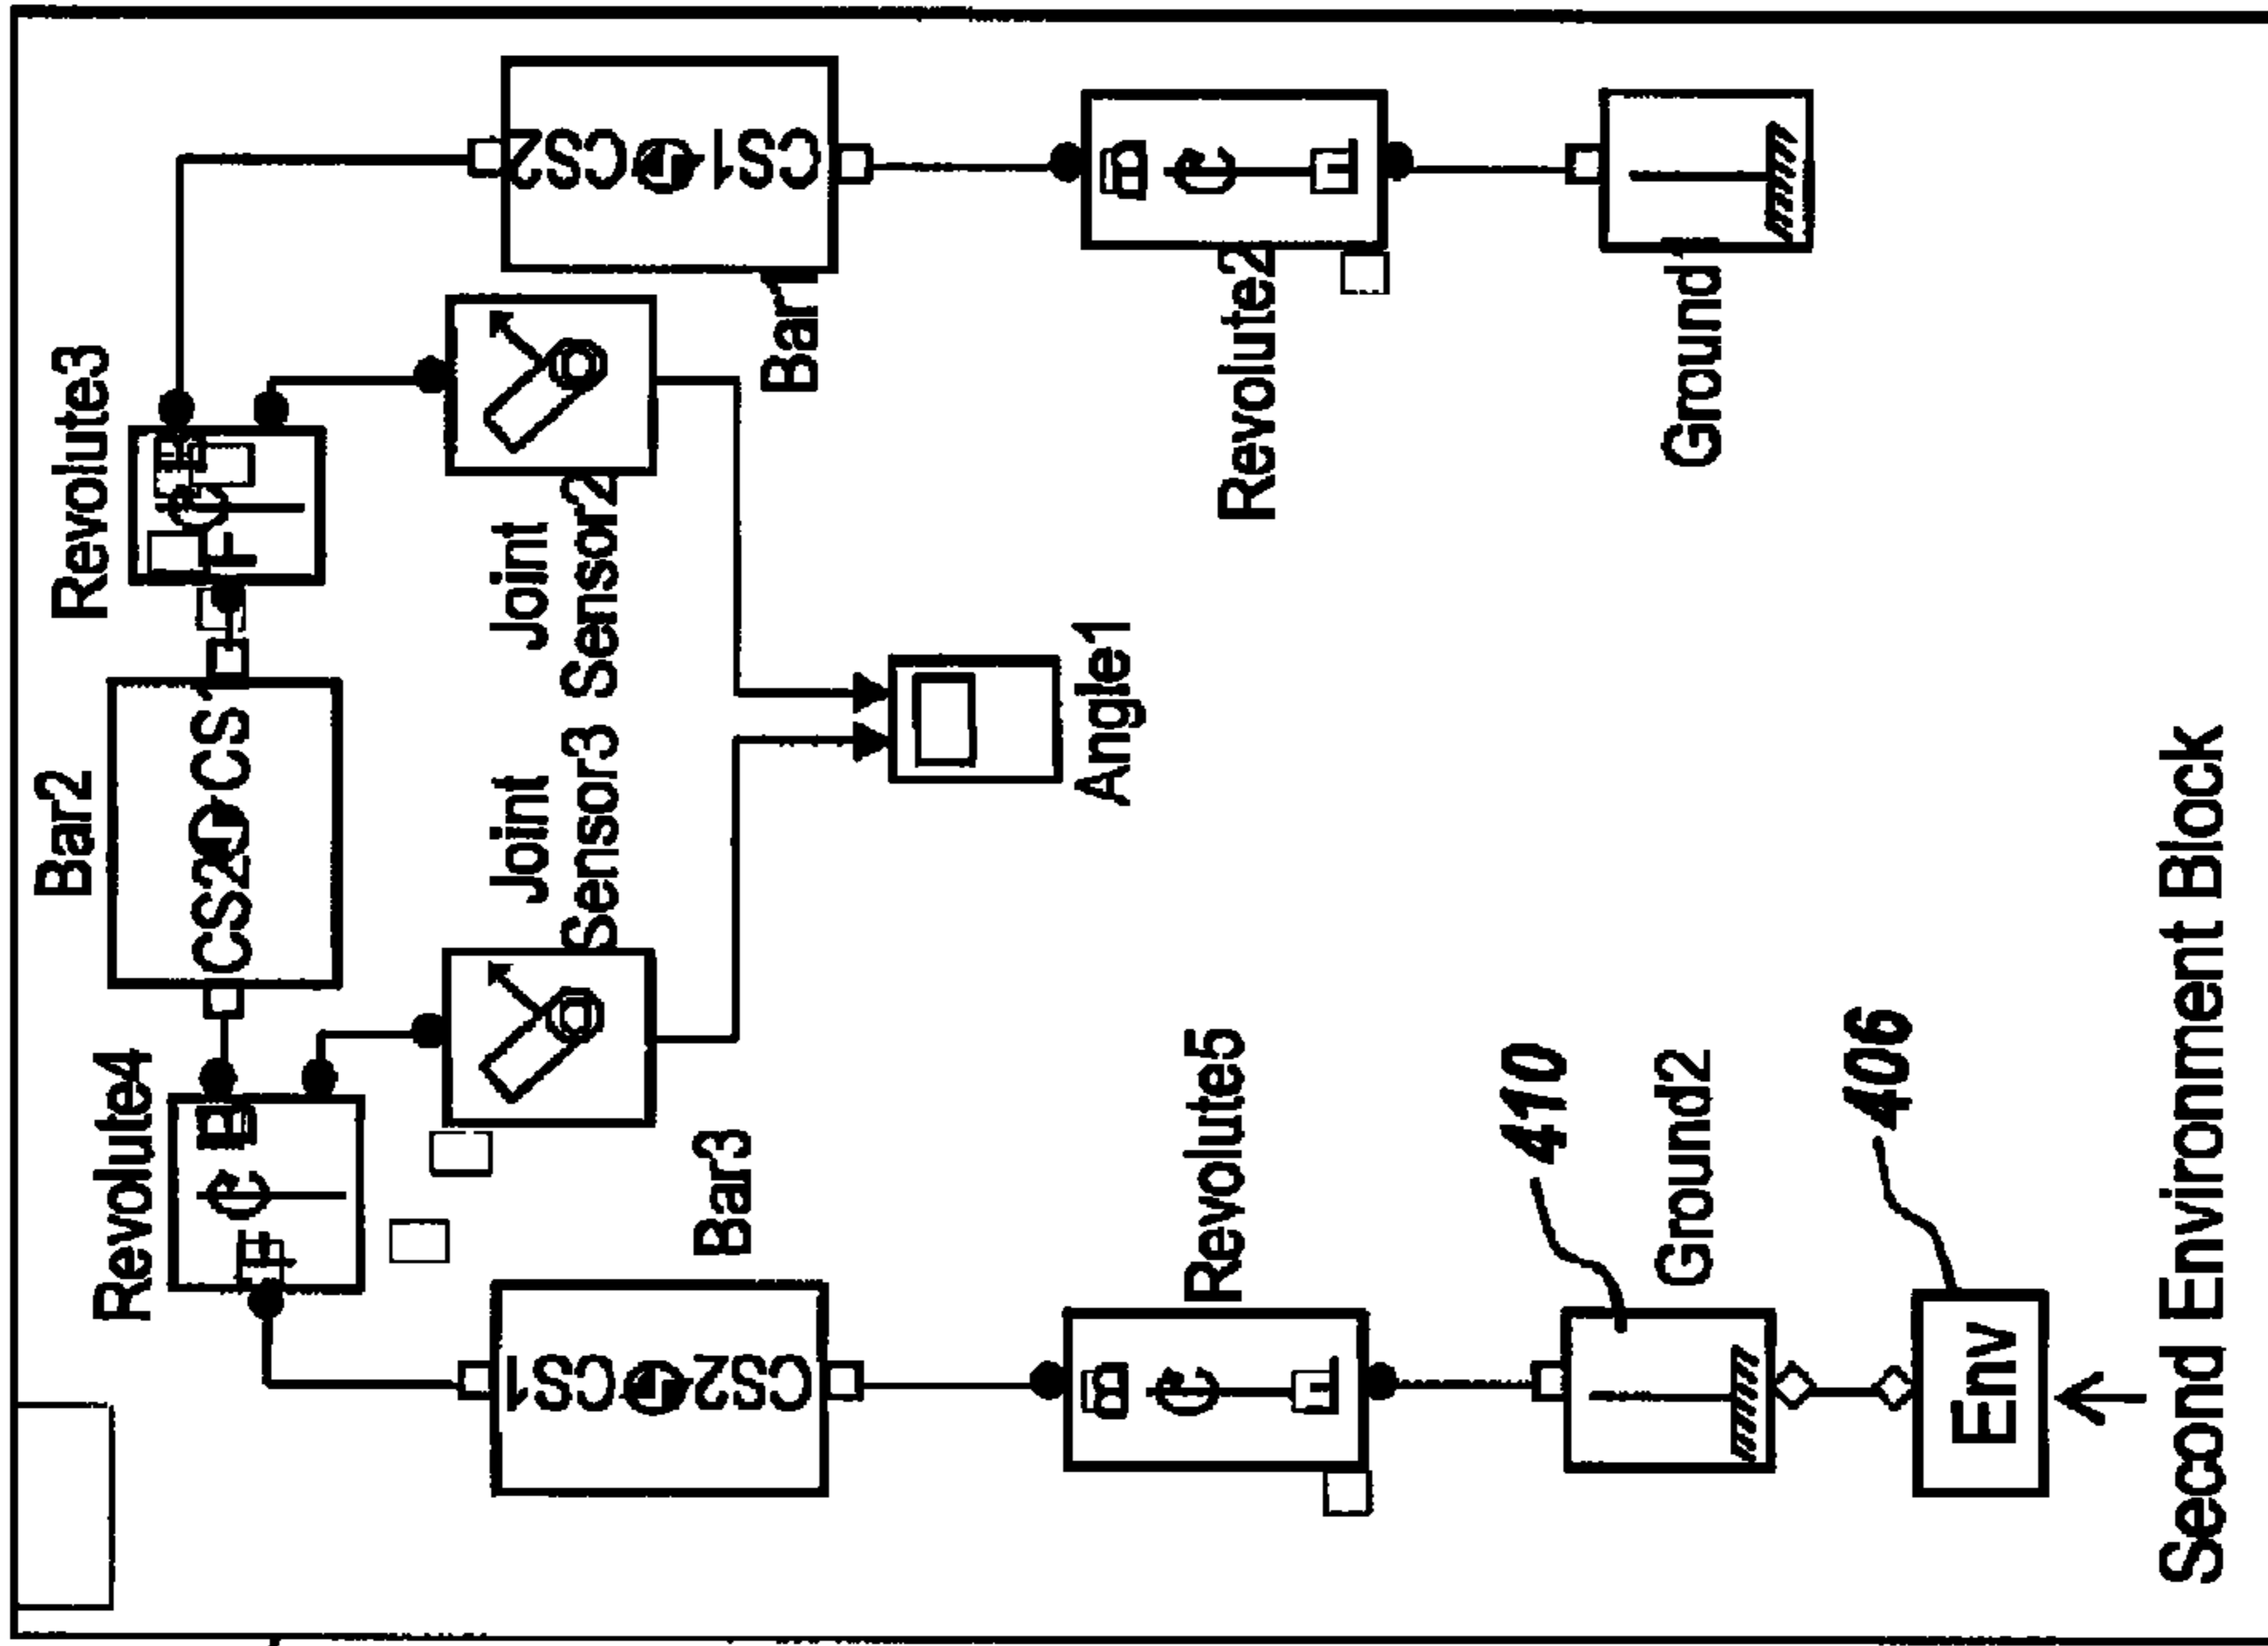 Revolute4
Bar2
Revolute3
B
F
CS2
CS1
F
Bar3
Joint
Sensor3
Joint
Sensor2
Bar1
CS1
CS2
CS2
CS1
Revolute5
B
F
Angle1
Revolute2
B
F
410
Ground2
Ground1
406
Env
Second Environment Block